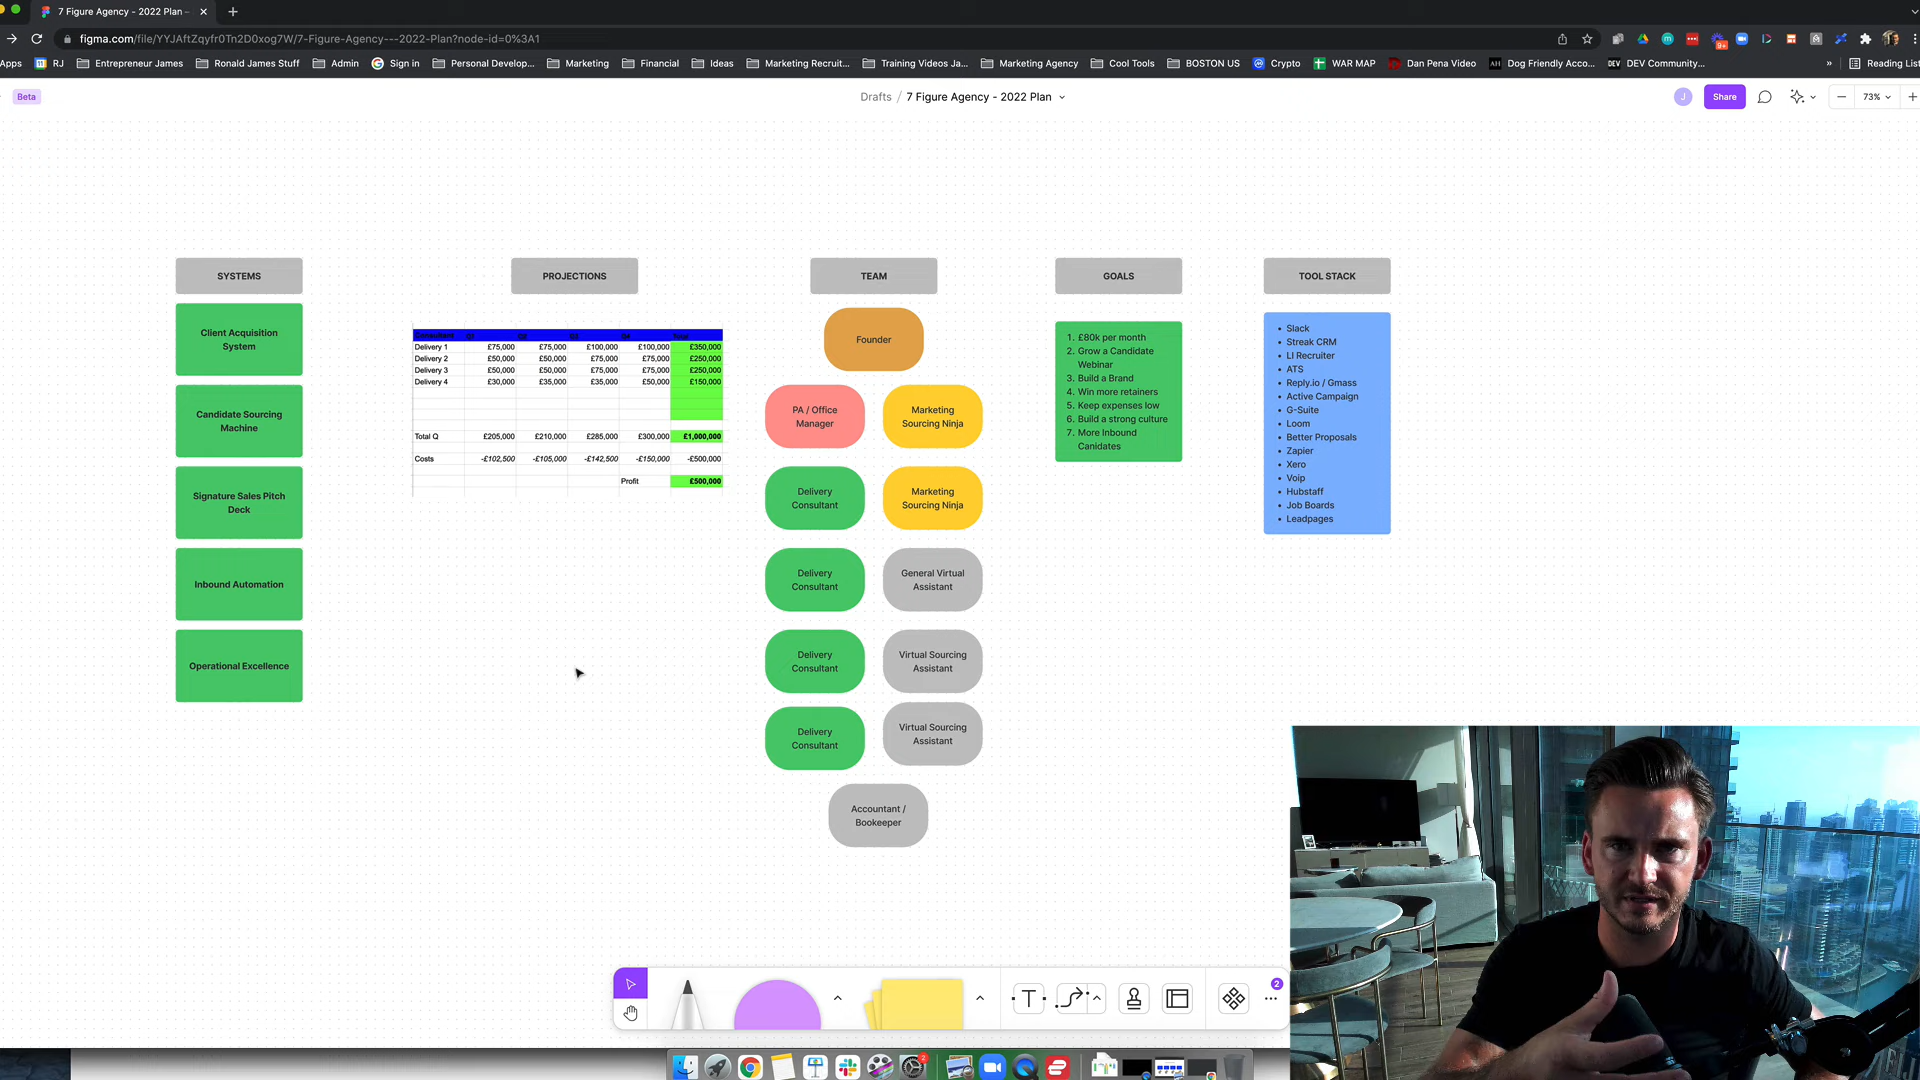 7 Figure Agency - 2022 Plan –
figma.com/file/YYJAftZqyfr0Tn2D0xog7W/7-Figure-Agency---2022-Plan?node-id=0%3A1
9+
Apps
RJ
Entrepreneur James
Ronald James Stuff
Admin
Sign in
Personal Develop...
Marketing
Financial
Ideas
Marketing Recruit...
Training Videos Ja...
Marketing Agency
Cool Tools
BOSTON US
Crypto
WAR MAP
Dan Pena Video
AH
Dog Friendly Acco...
DEV
DEV Community...
»
Reading List
Beta
Drafts / 7 Figure Agency - 2022 Plan
J
Share
73%
SYSTEMS
Client Acquisition
System
Candidate Sourcing
Machine
Signature Sales Pitch
Deck
Inbound Automation
Operational Excellence
PROJECTIONS
Delivery 1 £75,000 £75,000 £100,000 £100,000 £350,000
Delivery 2 £50,000 £50,000 £75,000 £75,000 £250,000
Delivery 3 £50,000 £50,000 £75,000 £75,000 £250,000
Delivery 4 £30,000 £35,000 £35,000 £50,000 £150,000
Total Q £205,000 £210,000 £285,000 £300,000 £1,000,000
Costs -£102,500 -£105,000 -£142,500 -£150,000 -£500,000
Profit £500,000
TEAM
Founder
PA / Office
Manager
Marketing
Sourcing Ninja
Delivery
Consultant
Marketing
Sourcing Ninja
Delivery
Consultant
General Virtual
Assistant
Delivery
Consultant
Virtual Sourcing
Assistant
Delivery
Consultant
Virtual Sourcing
Assistant
Accountant /
Bookeeper
GOALS
1. £80k per month
2. Grow a Candidate
Webinar
3. Build a Brand
4. Win more retainers
5. Keep expenses low
6. Build a strong culture
7. More Inbound
Canidates
TOOL STACK
• Slack
• Streak CRM
• LI Recruiter
• ATS
• Reply.io / Gmass
• Active Campaign
• G-Suite
• Loom
• Better Proposals
• Zapier
• Xero
• Voip
• Hubstaff
• Job Boards
• Leadpages
T
2
2